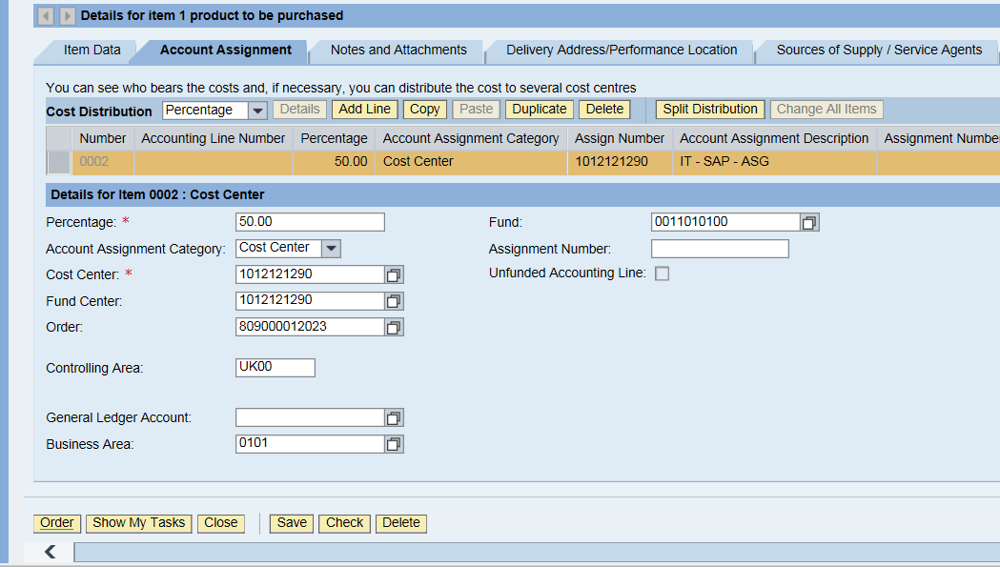 Details for item 1 product to be purchased
Item Data Account Assignment Notes and Attachments Delivery Address/Performance Location Sources of Supply / Service Agents
You can see who bears the costs and, if necessary, you can distribute the cost to several cost centres
Cost Distribution Percentage Details Add Line Copy Paste Duplicate Delete Split Distribution Change All Items
Number Accounting Line Number Percentage Account Assignment Category Assign Number Account Assignment Description Assignment Number
0002 50.00 Cost Center 1012121290 IT - SAP - ASG
Details for Item 0002 : Cost Center
Percentage: * 50.00 Fund: 0011010100
Account Assignment Category: Cost Center Assignment Number:
Cost Center: * 1012121290 Unfunded Accounting Line:
Fund Center: 1012121290
Order: 809000012023
Controlling Area: UK00
General Ledger Account:
Business Area: 0101
Order Show My Tasks Close Save Check Delete